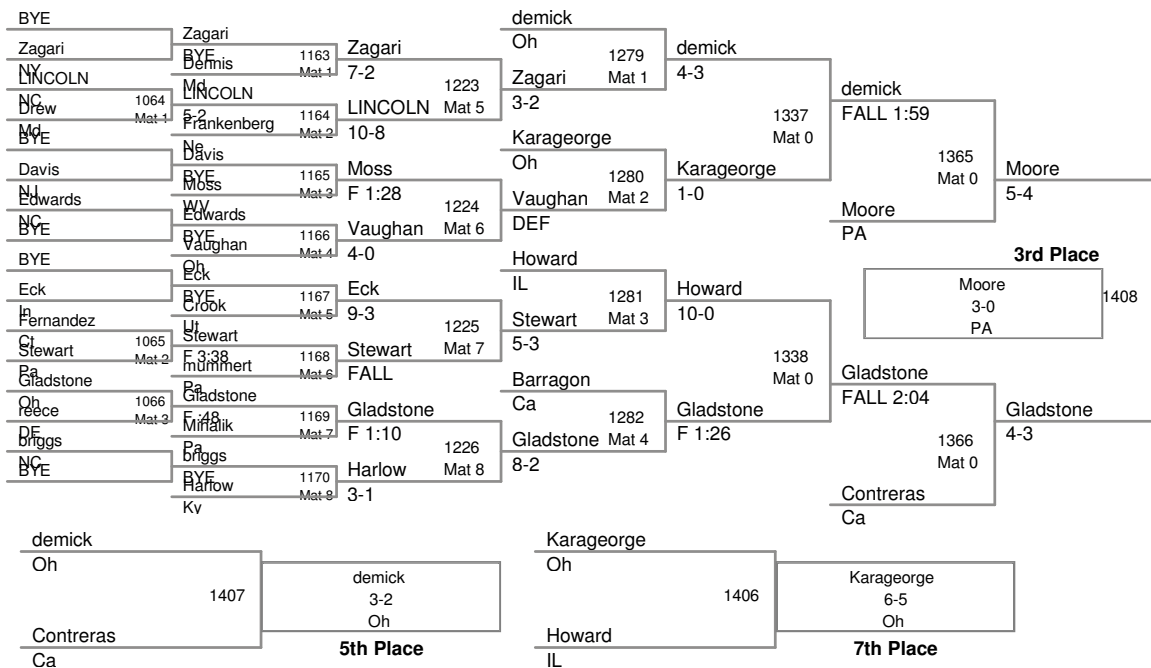 BYE
Zagari
NY
LINCOLN
NC
Drew
Md
BYE
Davis
NJ
Edwards
NC
BYE
BYE
Eck
In
Fernandez
Ct
Stewart
Pa
Gladstone
Oh
reece
DE
briggs
NC
BYE
1064
Mat 1
1065
Mat 2
1066
Mat 3
Zagari
BYE
Dennis
Md
LINCOLN
5-2
Frankenberg
Ne
Davis
BYE
Moss
WV
Edwards
BYE
Vaughan
Oh
Eck
BYE
Crook
Ut
Stewart
F 3:38
mummert
Pa
Gladstone
F :48
Mihalik
Pa
briggs
BYE
Harlow
Ky
1163
Mat 1
1164
Mat 2
1165
Mat 3
1166
Mat 4
1167
Mat 5
1168
Mat 6
1169
Mat 7
1170
Mat 8
Zagari
7-2
LINCOLN
10-8
Moss
F 1:28
Vaughan
4-0
Eck
9-3
Stewart
FALL
Gladstone
F 1:10
Harlow
3-1
1223
Mat 5
1224
Mat 6
1225
Mat 7
1226
Mat 8
demick
Oh
Zagari
3-2
Karageorge
Oh
Vaughan
DEF
Howard
IL
Stewart
5-3
Barragon
Ca
Gladstone
8-2
1279
Mat 1
1280
Mat 2
1281
Mat 3
1282
Mat 4
demick
4-3
Karageorge
1-0
Howard
10-0
Gladstone
F 1:26
1337
Mat 0
1338
Mat 0
demick
FALL 1:59
Moore
PA
Gladstone
FALL 2:04
Contreras
Ca
1365
Mat 0
1366
Mat 0
Moore
5-4
Gladstone
4-3
3rd Place
Moore
3-0
PA
1408
demick
Oh
Contreras
Ca
1407
demick
3-2
Oh
5th Place
Karageorge
Oh
Howard
IL
1406
Karageorge
6-5
Oh
7th Place